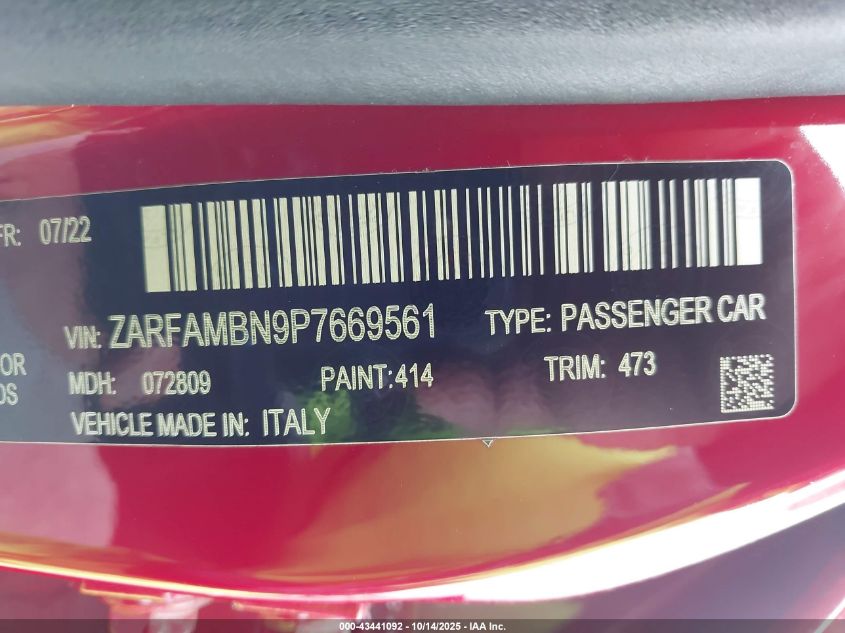 FR: 07/22
VIN: ZARFAMBN9P7669561 TYPE: PASSENGER CAR
OR
MDH: 072809 PAINT:414 TRIM: 473
OS
VEHICLE MADE IN: ITALY
000-43441092 - 10/14/2025 - IAA Inc.